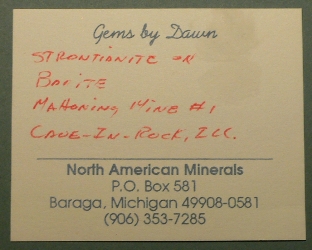 Gems by Dawn
STRONTIANITE ON
BARITE
MAHONING MINE #1
CAVE-IN-ROCK, ILL.
North American Minerals
P.O. Box 581
Baraga, Michigan 49908-0581
(906) 353-7285